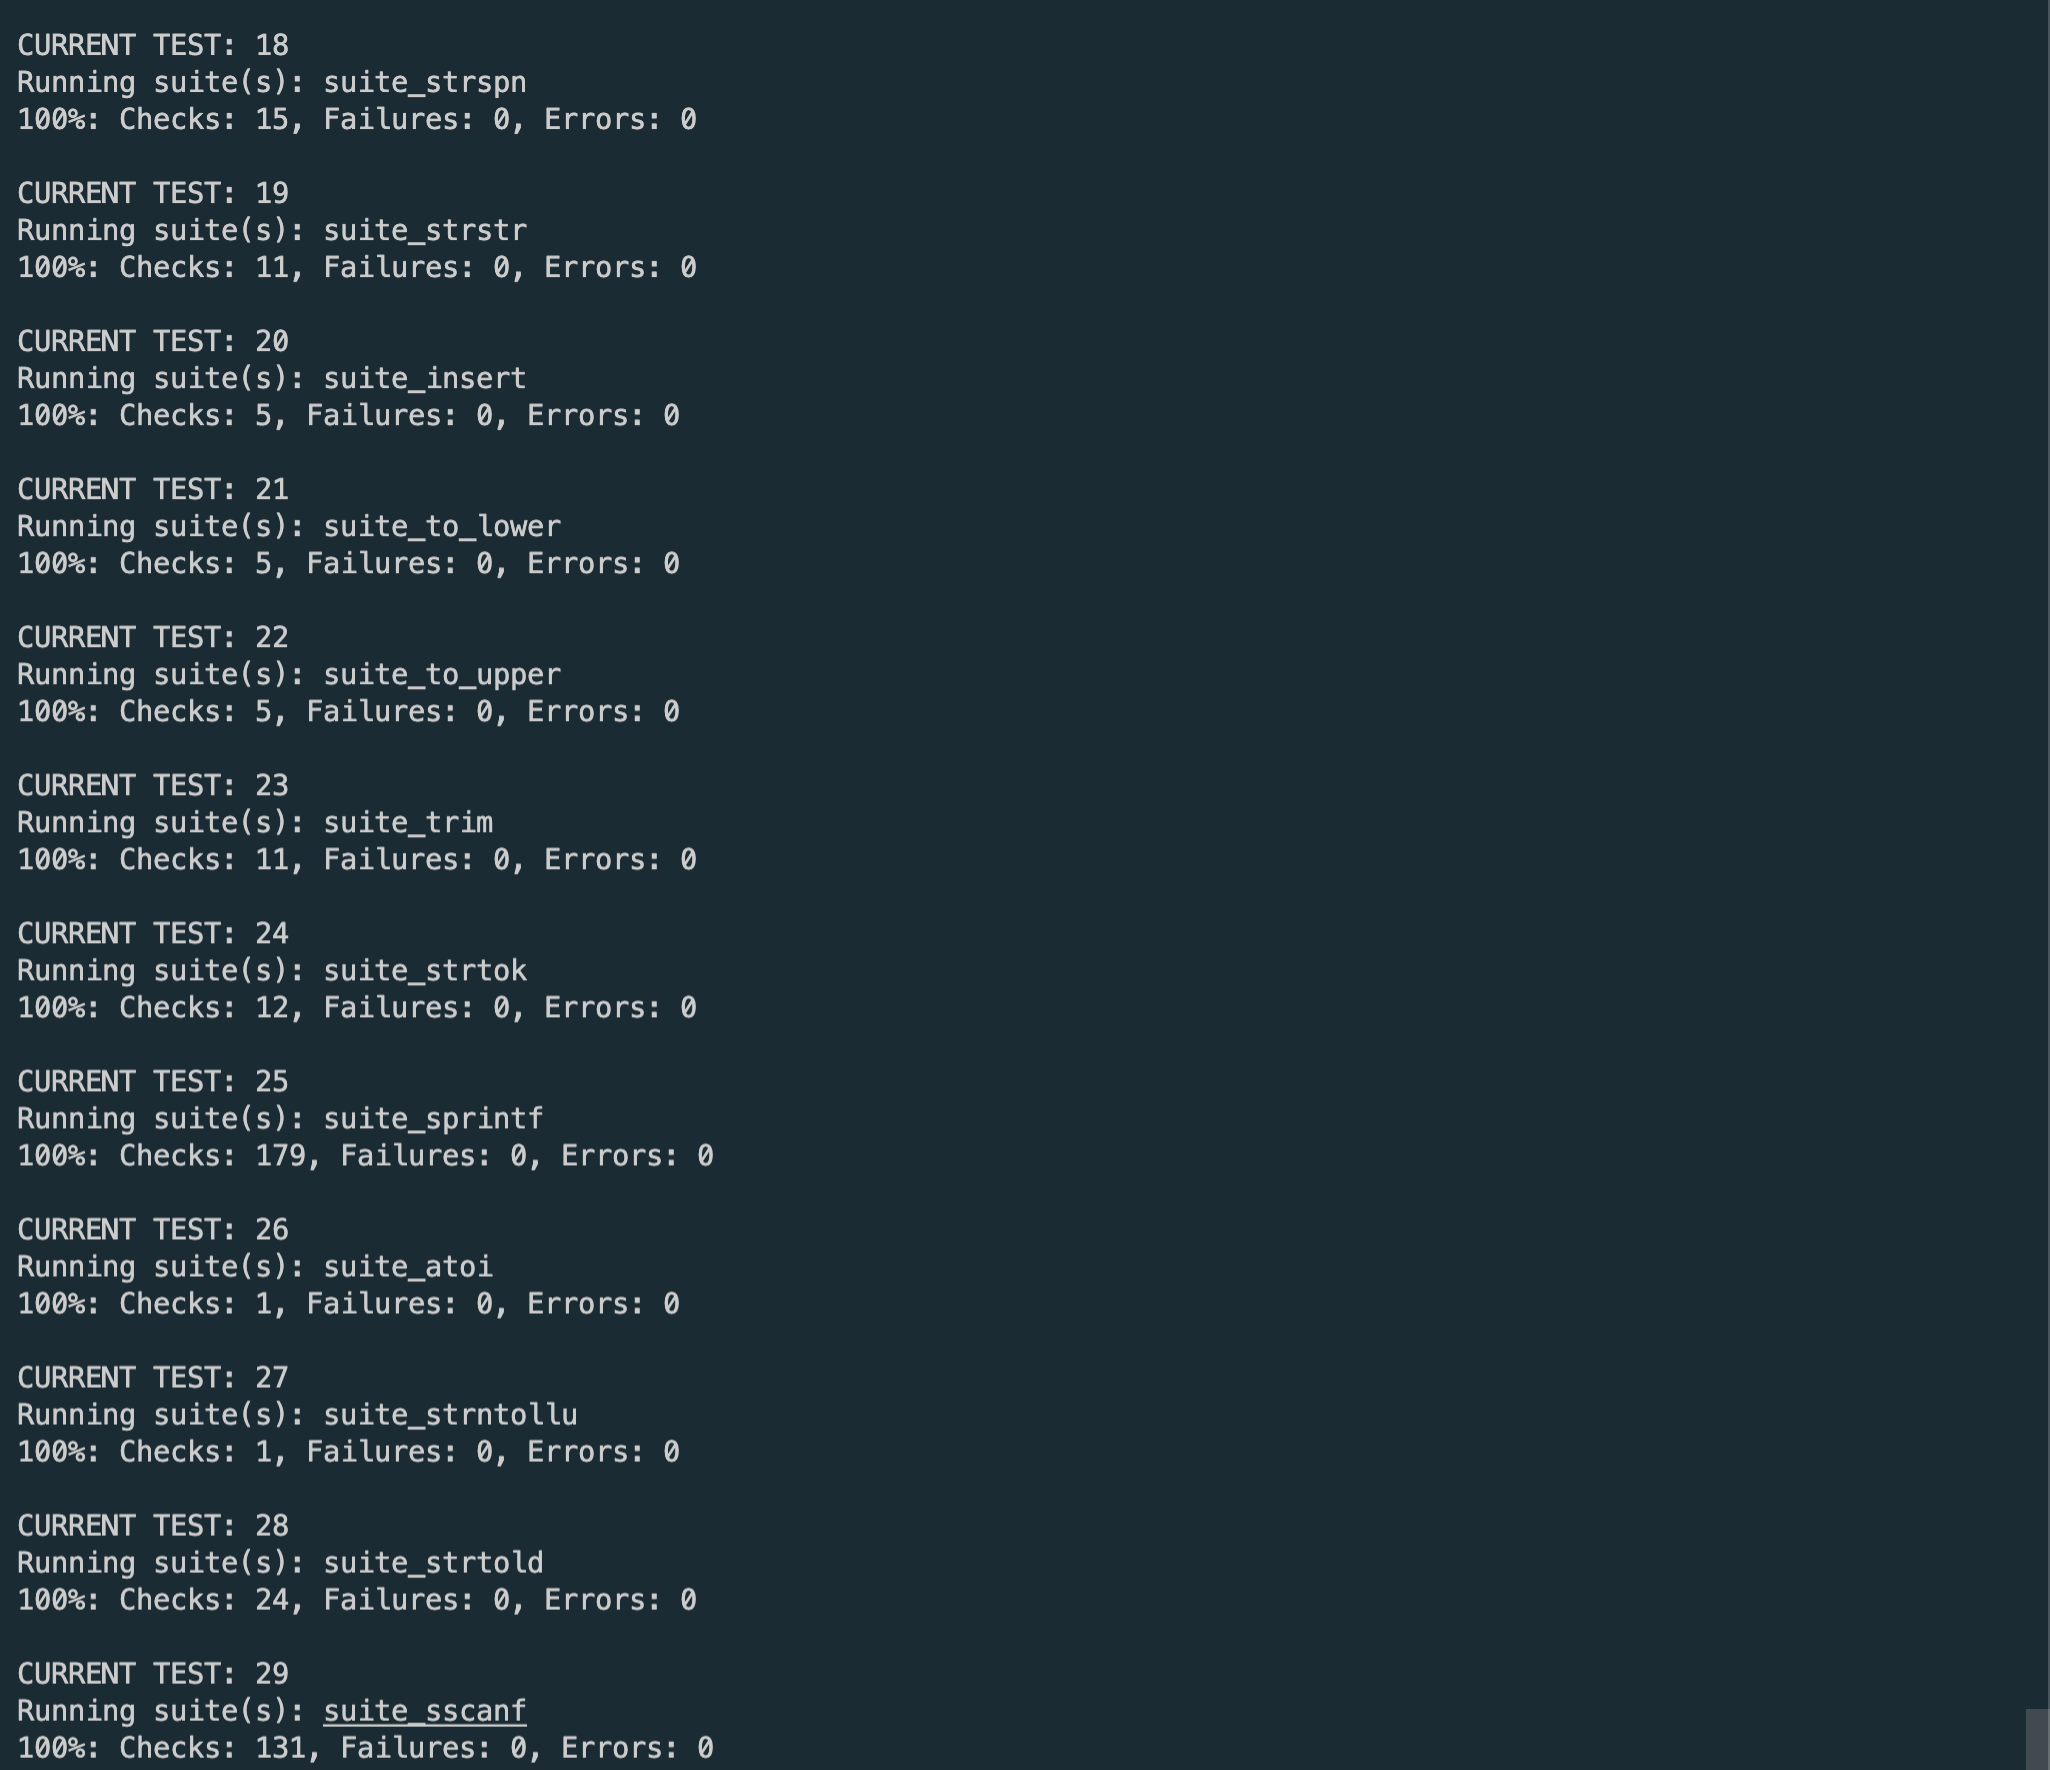 CURRENT TEST: 18
Running suite(s): suite_strspn
100%: Checks: 15, Failures: 0, Errors: 0
CURRENT TEST: 19
Running suite(s): suite_strstr
100%: Checks: 11, Failures: 0, Errors: 0
CURRENT TEST: 20
Running suite(s): suite_insert
100%: Checks: 5, Failures: 0, Errors: 0
CURRENT TEST: 21
Running suite(s): suite_to_lower
100%: Checks: 5, Failures: 0, Errors: 0
CURRENT TEST: 22
Running suite(s): suite_to_upper
100%: Checks: 5, Failures: 0, Errors: 0
CURRENT TEST: 23
Running suite(s): suite_trim
100%: Checks: 11, Failures: 0, Errors: 0
CURRENT TEST: 24
Running suite(s): suite_strtok
100%: Checks: 12, Failures: 0, Errors: 0
CURRENT TEST: 25
Running suite(s): suite_sprintf
100%: Checks: 179, Failures: 0, Errors: 0
CURRENT TEST: 26
Running suite(s): suite_atoi
100%: Checks: 1, Failures: 0, Errors: 0
CURRENT TEST: 27
Running suite(s): suite_strntollu
100%: Checks: 1, Failures: 0, Errors: 0
CURRENT TEST: 28
Running suite(s): suite_strtold
100%: Checks: 24, Failures: 0, Errors: 0
CURRENT TEST: 29
Running suite(s): suite_sscanf
100%: Checks: 131, Failures: 0, Errors: 0